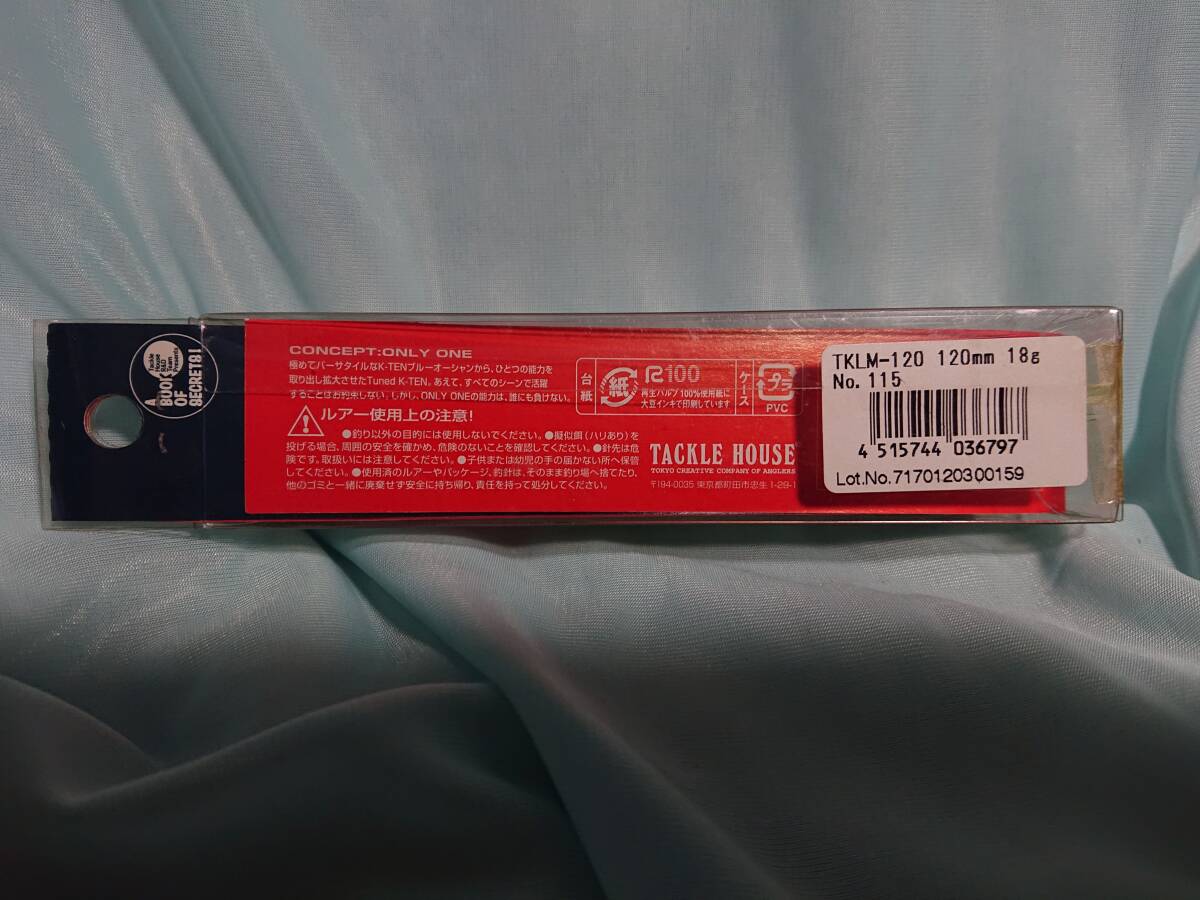 Tackle
House
R&D
Team
Presents
A
BOOK
OF
SECRETS!
CONCEPT:ONLY ONE
極めてバーサタイルなK-TENブルーオーシャンから、ひとつの能力を
取り出し拡大させたTuned K-TEN。あえて、すべてのシーンで活躍
することはお約束しない。しかし、ONLY ONEの能力は、誰にも負けない。
ルアー使用上の注意!
●釣り以外の目的には使用しないでください。●擬似餌(ハリあり)を
投げる場合、周囲の安全を確かめ、危険のないことを確認してください。●針先は危
険です。取扱いには注意してください。●子供または幼児の手の届かない所へ保管
してください。●使用済のルアーやパッケージ、釣針は、そのまま釣り場へ捨てたり、
他のゴミと一緒に廃棄せず安全に持ち帰り、責任を持って処分してください。
台紙
紙
R100
再生パルプ100%使用紙に
大豆インキで印刷しています
ケース
プラ
PVC
TACKLE HOUSE
TOKYO CREATIVE COMPANY OF ANGLERS
〒194-0035 東京都町田市忠生1-29-1
TKLM-120 120mm 18g
No. 115
4 515744 036797
Lot.No.7170120300159